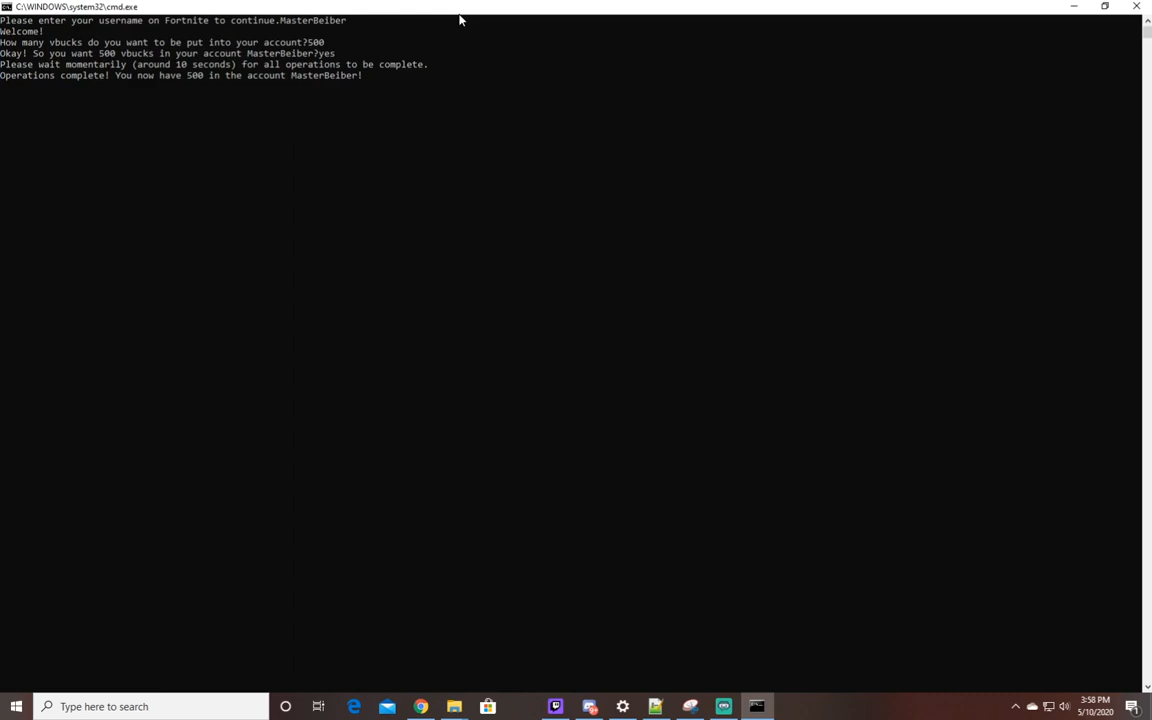 C:\WINDOWS\system32\cmd.exe
Please enter your username on Fortnite to continue.MasterBeiber
Welcome!
How many vbucks do you want to be put into your account?500
Okay! So you want 500 vbucks in your account MasterBeiber?yes
Please wait momentarily (around 10 seconds) for all operations to be complete.
Operations complete! You now have 500 in the account MasterBeiber!
Type here to search
3:58 PM
5/10/2020